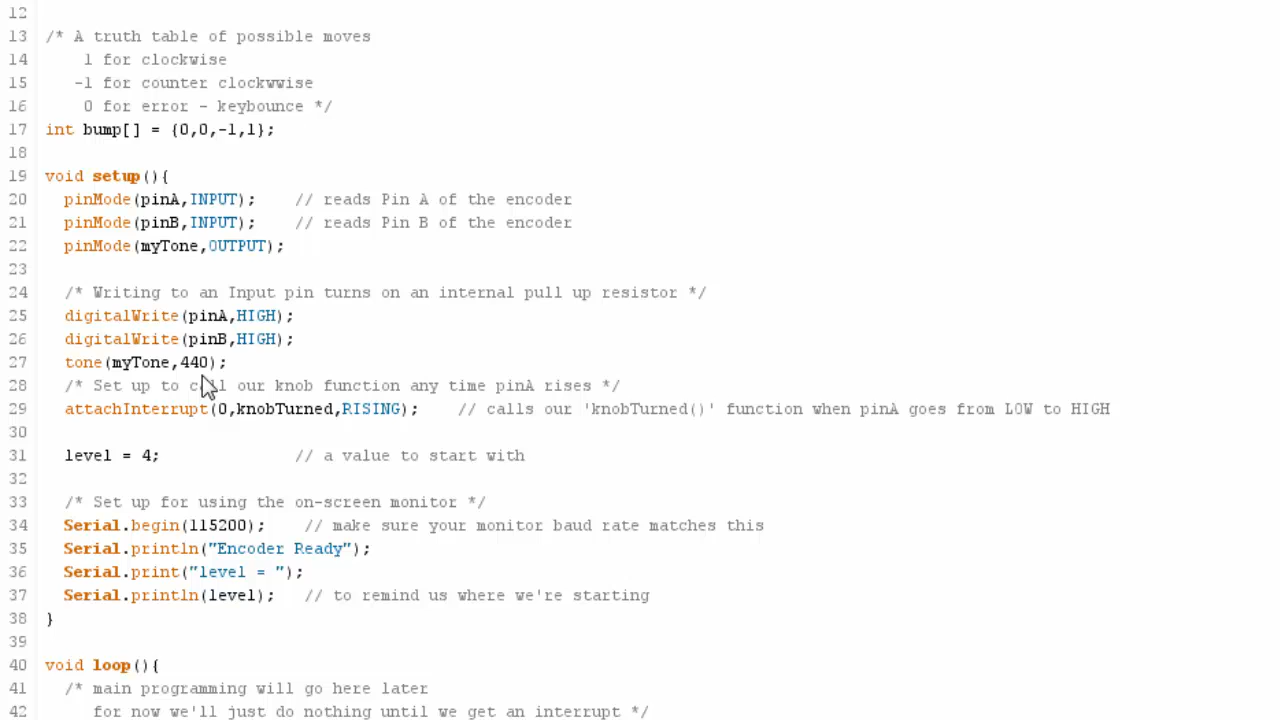 12
13 /* A truth table of possible moves
14     1 for clockwise
15    -1 for counter clockwwise
16     0 for error - keybounce */
17 int bump[] = {0,0,-1,1};
18
19 void setup(){
20   pinMode(pinA,INPUT);    // reads Pin A of the encoder
21   pinMode(pinB,INPUT);    // reads Pin B of the encoder
22   pinMode(myTone,OUTPUT);
23
24   /* Writing to an Input pin turns on an internal pull up resistor */
25   digitalWrite(pinA,HIGH);
26   digitalWrite(pinB,HIGH);
27   tone(myTone,440);
28   /* Set up to call our knob function any time pinA rises */
29   attachInterrupt(0,knobTurned,RISING);    // calls our 'knobTurned()' function when pinA goes from LOW to HIGH
30
31   level = 4;              // a value to start with
32
33   /* Set up for using the on-screen monitor */
34   Serial.begin(115200);    // make sure your monitor baud rate matches this
35   Serial.println("Encoder Ready");
36   Serial.print("level = ");
37   Serial.println(level);   // to remind us where we're starting
38 }
39
40 void loop(){
41   /* main programming will go here later
42      for now we'll just do nothing until we get an interrupt */